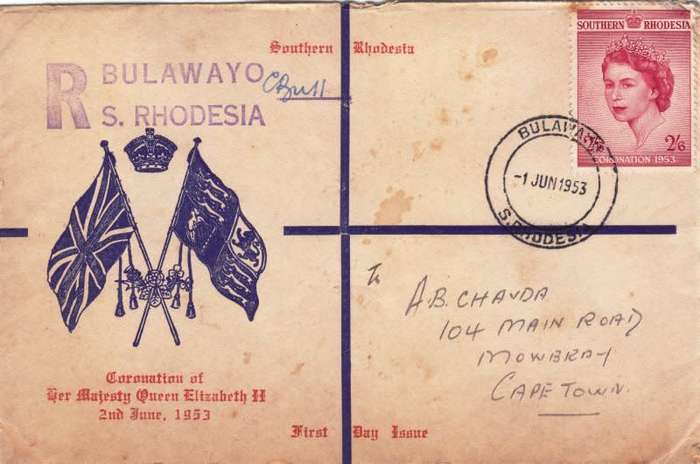 Southern Rhodesia
R BULAWAYO
S. RHODESIA
SOUTHERN RHODESIA
2/6
CORONATION 1953
BULAWAYO
-1 JUN 1953
S. RHODESIA
To
A.B. CHAVDA
104 MAIN ROAD
MOWBRAY
CAPE TOWN.
Coronation of
Her Majesty Queen Elizabeth II
2nd June, 1953
First Day Issue